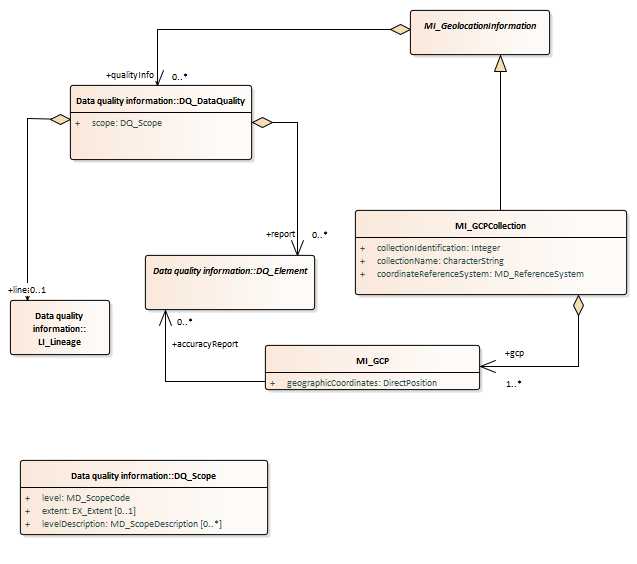 MI_GeolocationInformation
+qualityInfo
0..*
Data quality information::DQ_DataQuality
+ scope: DQ_Scope
+report
0..*
MI_GCPCollection
+ collectionIdentification: Integer
+ collectionName: CharacterString
+ coordinateReferenceSystem: MD_ReferenceSystem
Data quality information::DQ_Element
0..1
Data quality
information::
LI_Lineage
0..*
+accuracyReport
MI_GCP
+ geographicCoordinates: DirectPosition
+gcp
1..*
Data quality information::DQ_Scope
+ level: MD_ScopeCode
+ extent: EX_Extent [0..1]
+ levelDescription: MD_ScopeDescription [0..*]